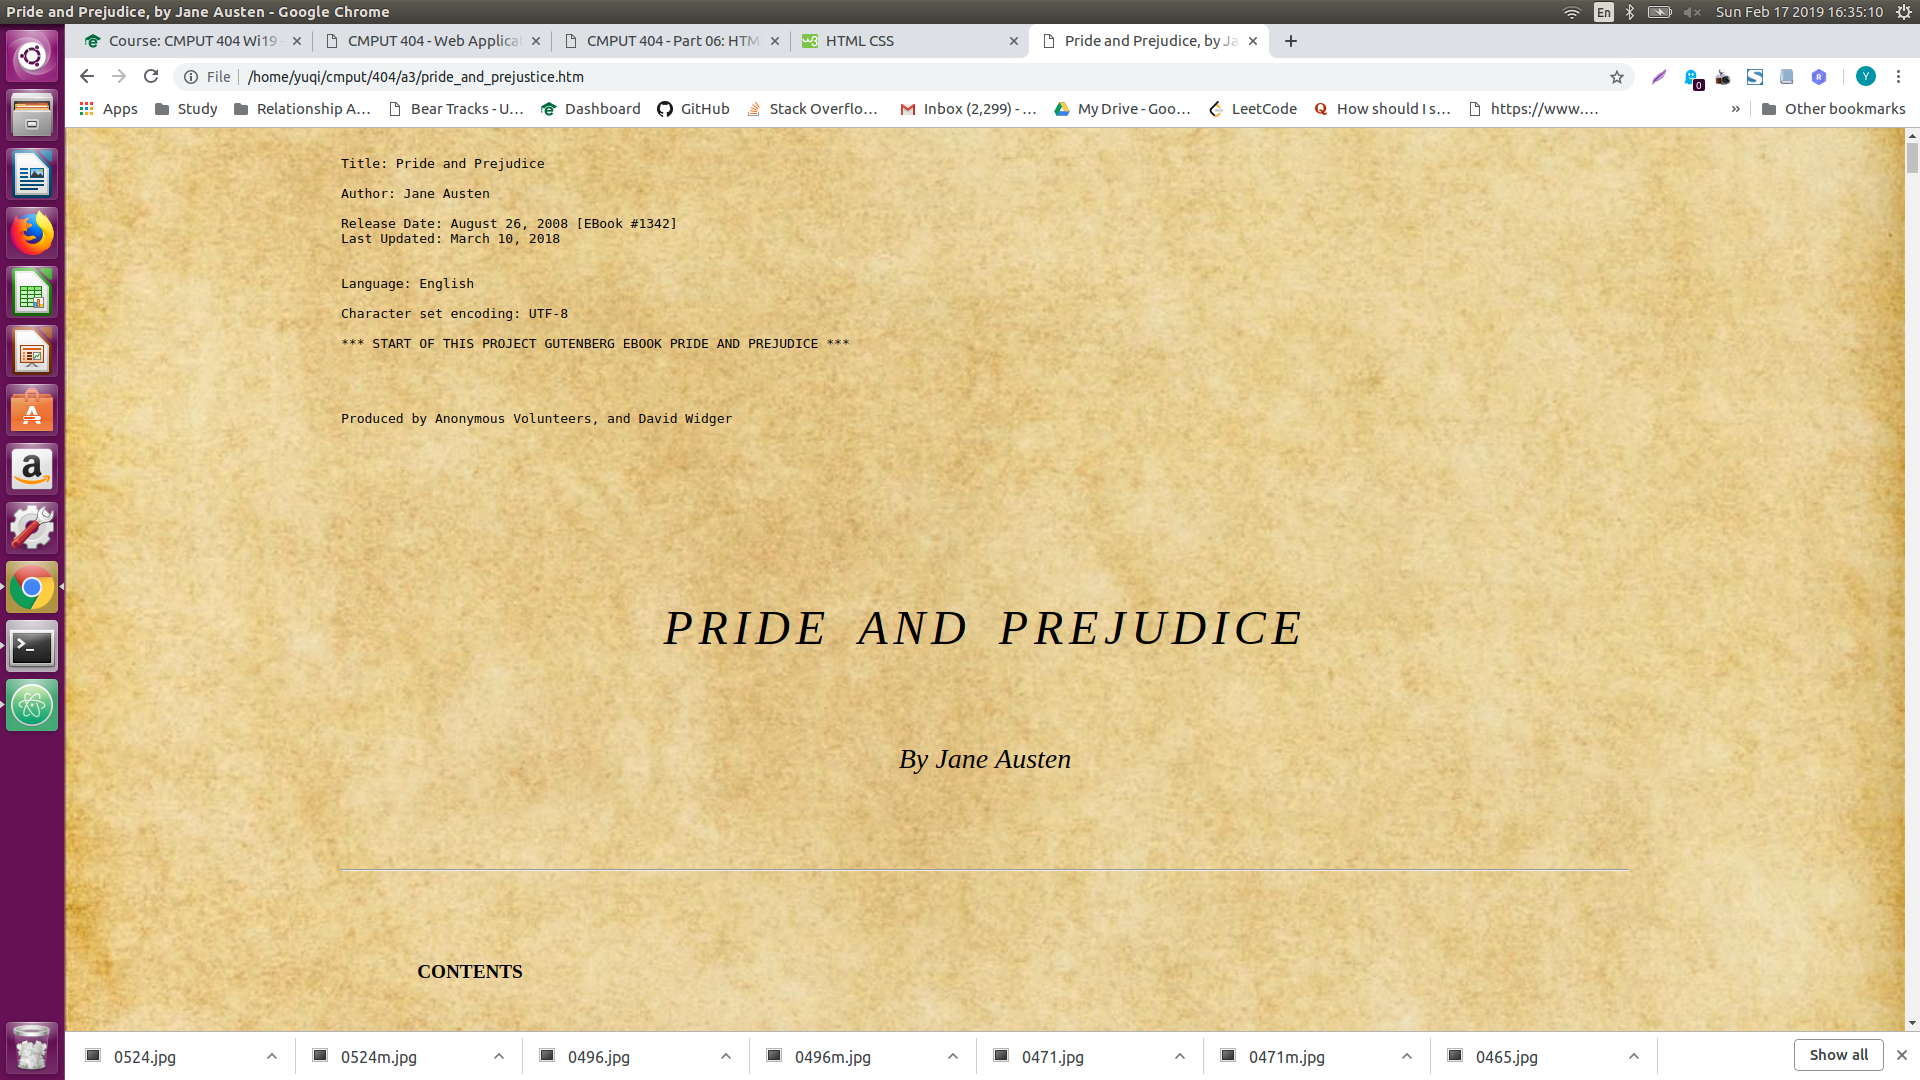 Pride and Prejudice, by Jane Austen - Google Chrome
En
Sun Feb 17 2019 16:35:10
Course: CMPUT 404 Wi19 -
CMPUT 404 - Web Applica
CMPUT 404 - Part 06: HTM
W3 HTML CSS
Pride and Prejudice, by Ja
File
/home/yuqi/cmput/404/a3/pride_and_prejustice.htm
0
Y
Apps
Study
Relationship A...
Bear Tracks - U...
Dashboard
GitHub
Stack Overflo...
Inbox (2,299) - ...
My Drive - Goo...
LeetCode
How should I s...
https://www....
»
Other bookmarks
Title: Pride and Prejudice
Author: Jane Austen
Release Date: August 26, 2008 [EBook #1342]
Last Updated: March 10, 2018
Language: English
Character set encoding: UTF-8
*** START OF THIS PROJECT GUTENBERG EBOOK PRIDE AND PREJUDICE ***
Produced by Anonymous Volunteers, and David Widger
PRIDE AND PREJUDICE
By Jane Austen
CONTENTS
0524.jpg
0524m.jpg
0496.jpg
0496m.jpg
0471.jpg
0471m.jpg
0465.jpg
Show all